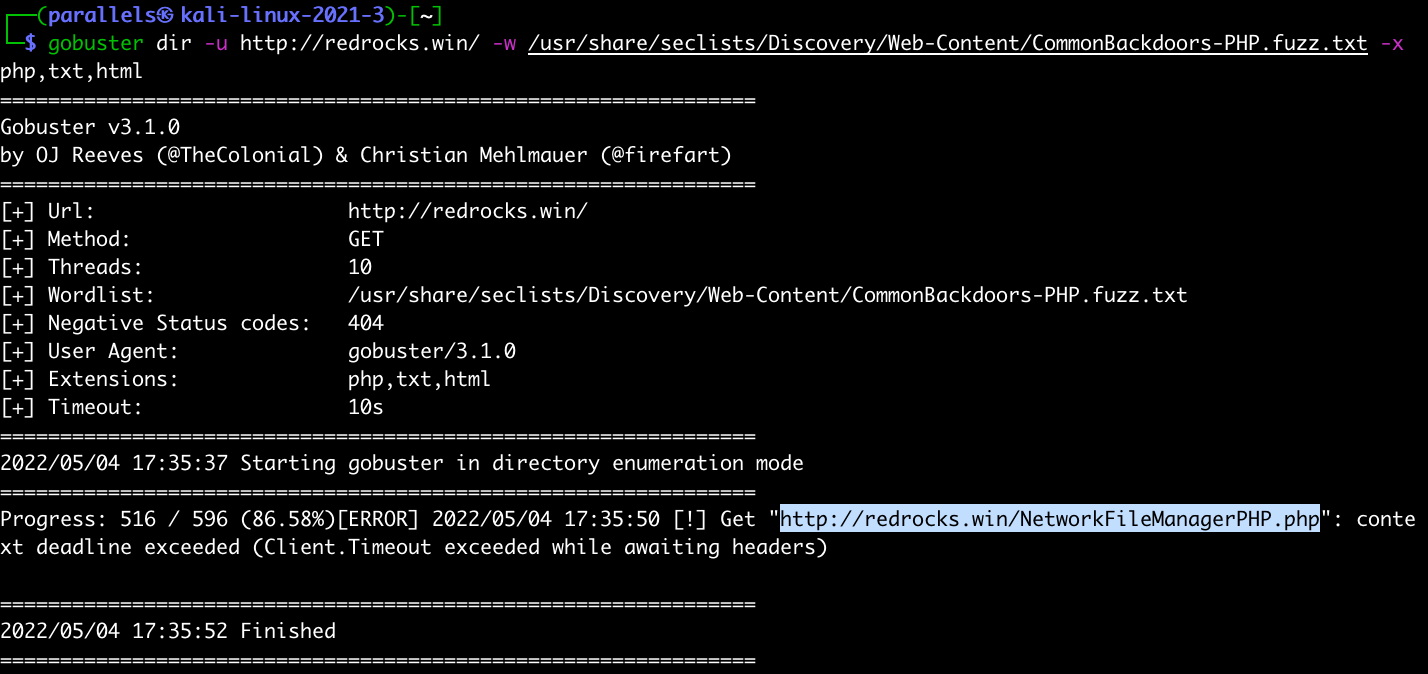 ┌──(parallels㉿kali-linux-2021-3)-[~]
└─$ gobuster dir -u http://redrocks.win/ -w /usr/share/seclists/Discovery/Web-Content/CommonBackdoors-PHP.fuzz.txt -x
php,txt,html
===============================================================
Gobuster v3.1.0
by OJ Reeves (@TheColonial) & Christian Mehlmauer (@firefart)
===============================================================
[+] Url:                     http://redrocks.win/
[+] Method:                  GET
[+] Threads:                 10
[+] Wordlist:                /usr/share/seclists/Discovery/Web-Content/CommonBackdoors-PHP.fuzz.txt
[+] Negative Status codes:   404
[+] User Agent:              gobuster/3.1.0
[+] Extensions:              php,txt,html
[+] Timeout:                 10s
===============================================================
2022/05/04 17:35:37 Starting gobuster in directory enumeration mode
===============================================================
Progress: 516 / 596 (86.58%)[ERROR] 2022/05/04 17:35:50 [!] Get "http://redrocks.win/NetworkFileManagerPHP.php": conte
xt deadline exceeded (Client.Timeout exceeded while awaiting headers)
===============================================================
2022/05/04 17:35:52 Finished
===============================================================